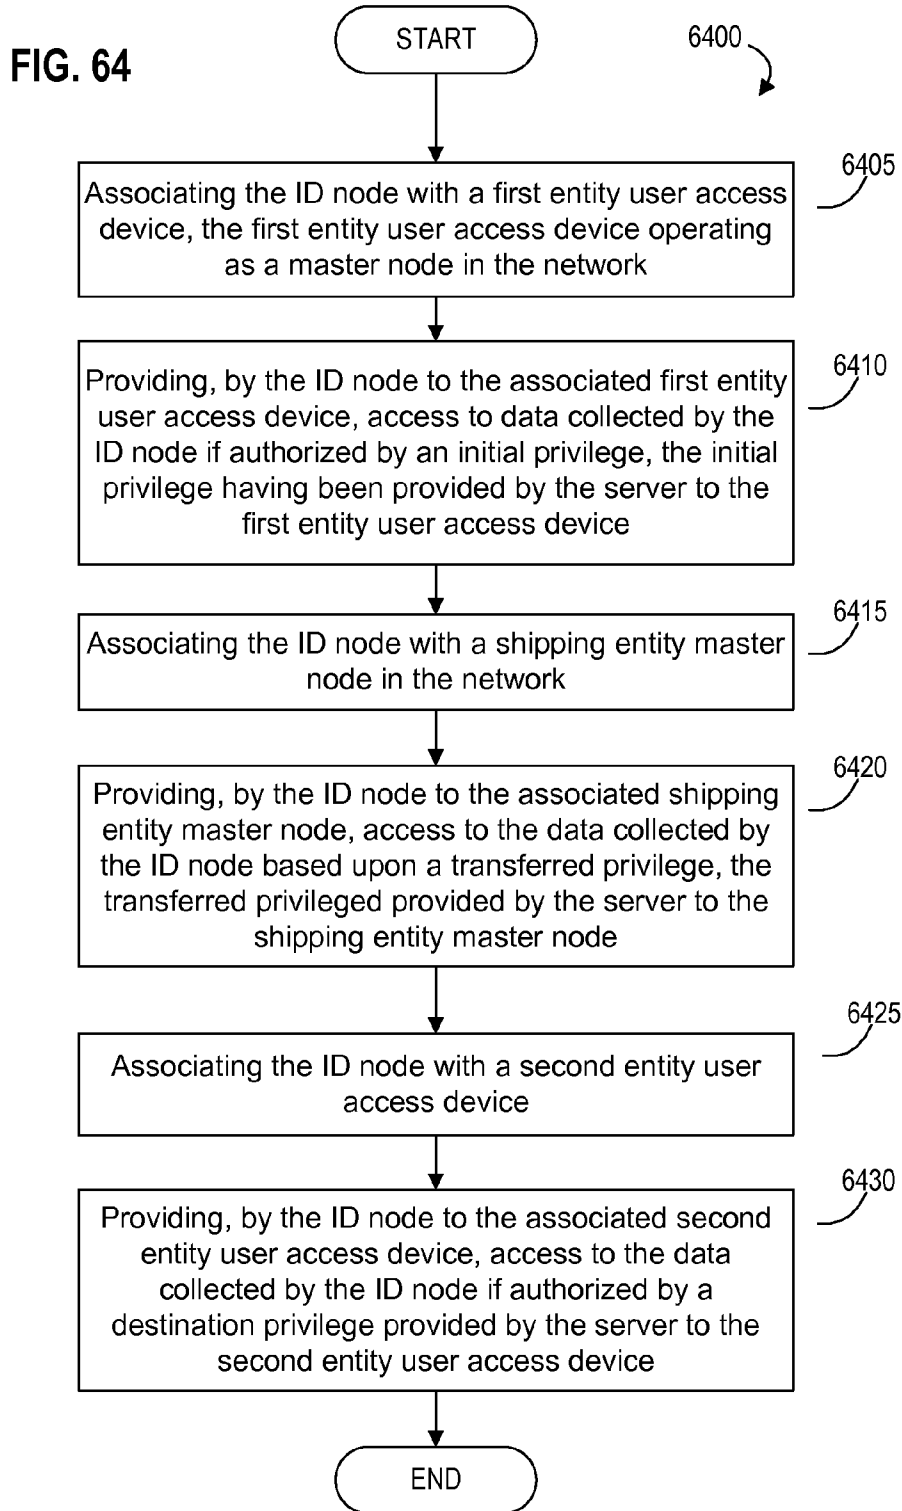 FIG. 64
START
6400
6405
Associating the ID node with a first entity user access
device, the first entity user access device operating
as a master node in the network
6410
Providing, by the ID node to the associated first entity
user access device, access to data collected by the
ID node if authorized by an initial privilege, the initial
privilege having been provided by the server to the
first entity user access device
6415
Associating the ID node with a shipping entity master
node in the network
6420
Providing, by the ID node to the associated shipping
entity master node, access to the data collected by
the ID node based upon a transferred privilege, the
transferred privileged provided by the server to the
shipping entity master node
6425
Associating the ID node with a second entity user
access device
6430
Providing, by the ID node to the associated second
entity user access device, access to the data
collected by the ID node if authorized by a
destination privilege provided by the server to the
second entity user access device
END